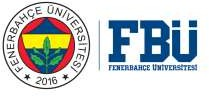 FENERBAHÇE ÜNİVERSİTESİ
2016
FBÜ
FENERBAHÇE ÜNİVERSİTESİ